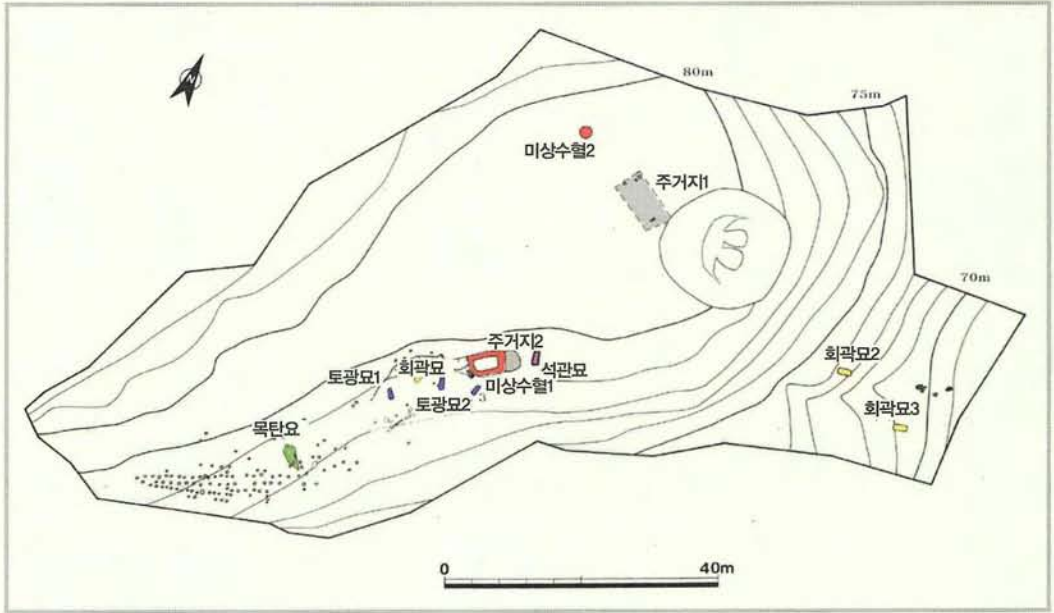 N
80m
75m
미상수혈2
주거지1
70m
주거지2
회곽묘
석관묘
토광묘1
미상수혈1
회곽묘2
토광묘2
3
회곽묘3
목탄요
0
40m